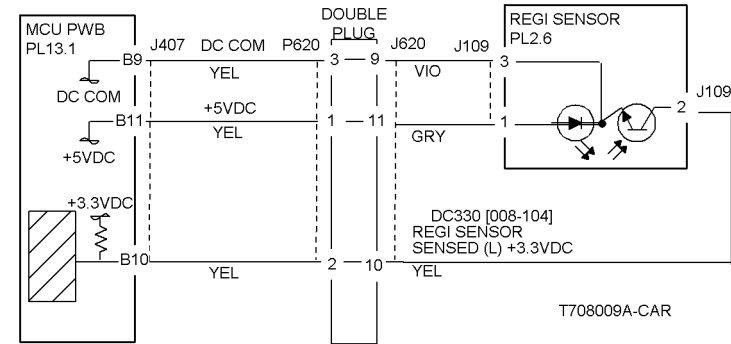 DOUBLE
PLUG
MCU PWB
PL13.1
REGI SENSOR
PL2.6
J407 DC COM P620 J620 J109
B9 3 9 3
YEL VIO
DC COM
J109
+5VDC
B11 1 11 1 2
YEL GRY
+5VDC
+3.3VDC
DC330 [008-104]
REGI SENSOR
SENSED (L) +3.3VDC
B10 2 10
YEL YEL
T708009A-CAR